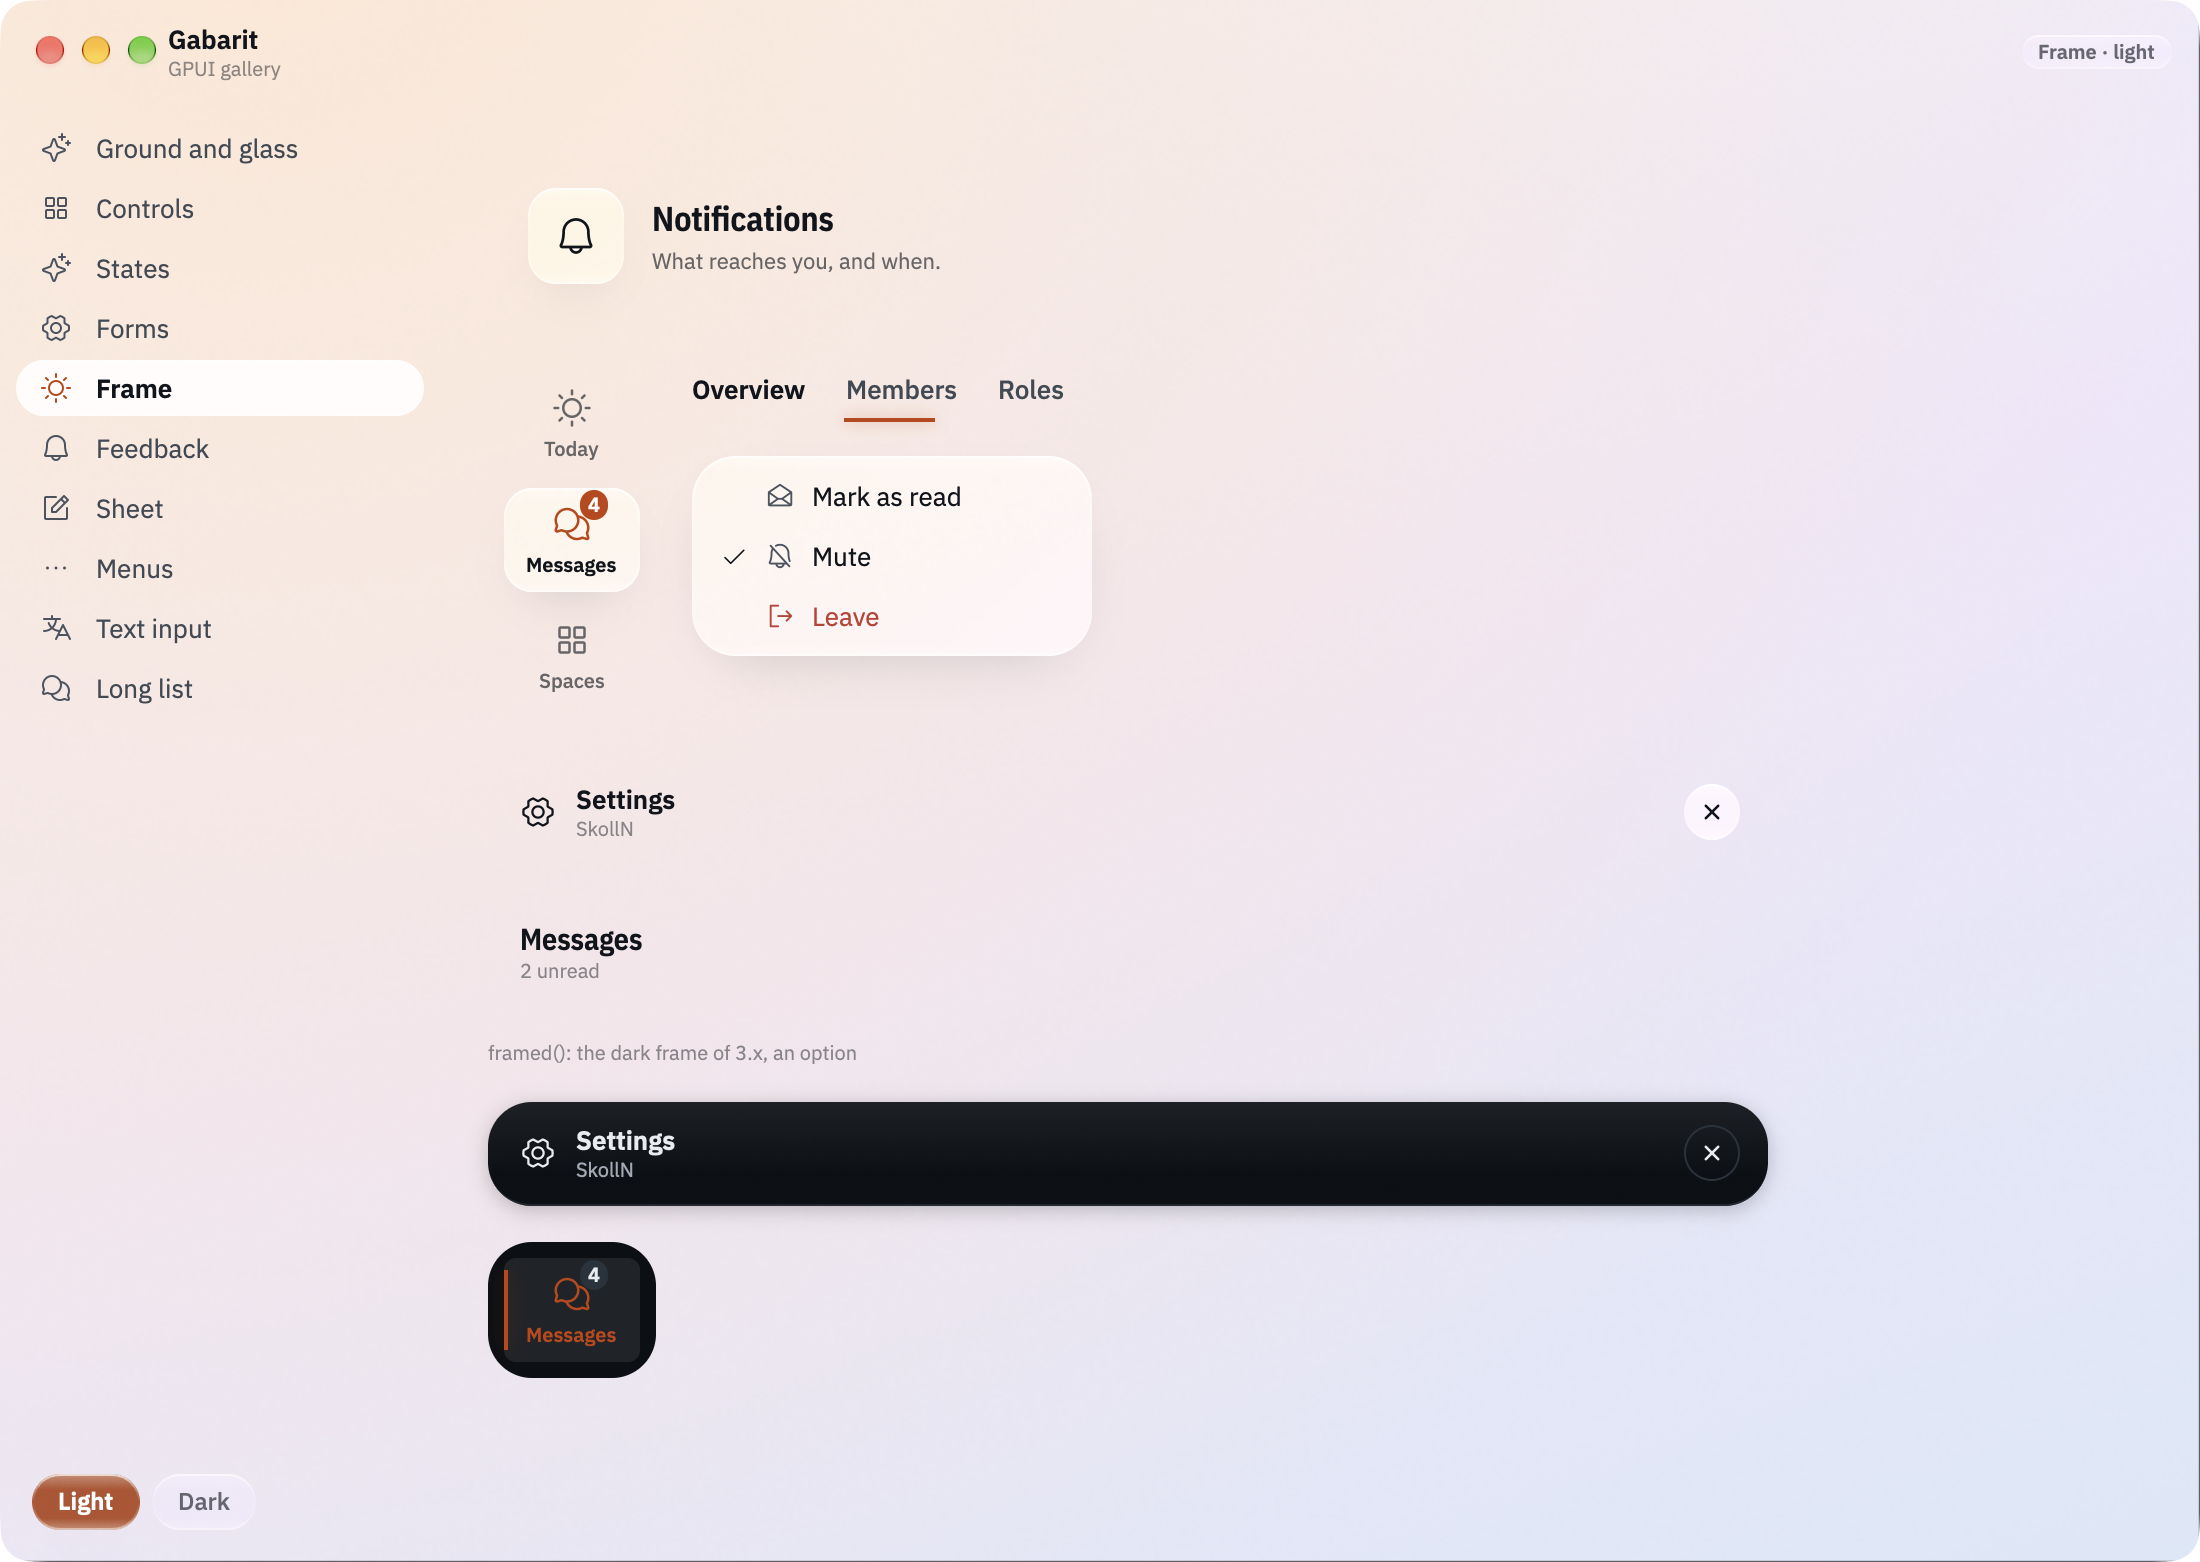 Gabarit
GPUI gallery
Frame · light
Ground and glass
Controls
States
Forms
Frame
Feedback
Sheet
Menus
Text input
Long list
Notifications
What reaches you, and when.
Today
4
Messages
Spaces
Overview Members Roles
Mark as read
Mute
Leave
Settings
SkollN
Messages
2 unread
framed(): the dark frame of 3.x, an option
Settings
SkollN
4
Messages
Light Dark